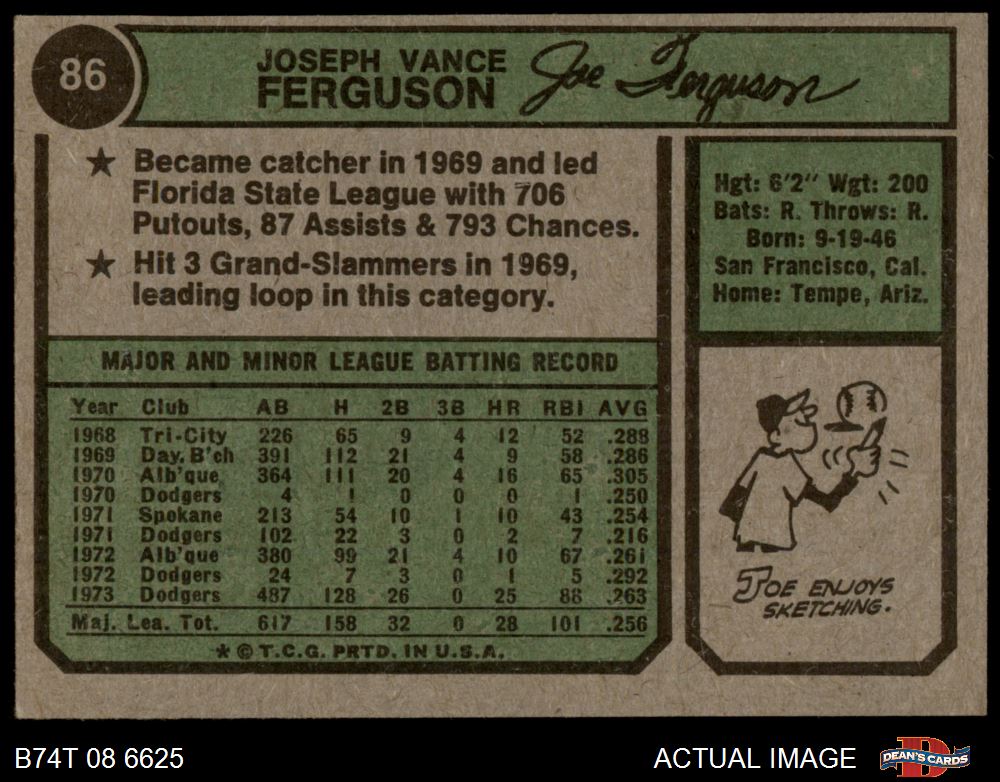 86
JOSEPH VANCE
FERGUSON
Joe Ferguson
★ Became catcher in 1969 and led
Florida State League with 706
Putouts, 87 Assists & 793 Chances.
★ Hit 3 Grand-Slammers in 1969,
leading loop in this category.
Hgt: 6'2" Wgt: 200
Bats: R. Throws: R.
Born: 9-19-46
San Francisco, Cal.
Home: Tempe, Ariz.
MAJOR AND MINOR LEAGUE BATTING RECORD
Year Club AB H 2B 3B HR RBI AVG
1968 Tri-City 226 65 9 4 12 52 .288
1969 Day. B'ch 391 112 21 4 9 58 .286
1970 Alb'que 364 111 20 4 16 65 .305
1970 Dodgers 4 1 0 0 0 1 .250
1971 Spokane 213 54 10 1 10 43 .254
1971 Dodgers 102 22 3 0 2 7 .216
1972 Alb'que 380 99 21 4 10 67 .261
1972 Dodgers 24 7 3 0 1 5 .292
1973 Dodgers 487 128 26 0 25 88 .263
Maj. Lea. Tot. 617 158 32 0 28 101 .256
* © T.C.G. PRTD. IN U.S.A.
JOE ENJOYS
SKETCHING.
B74T 08 6625
ACTUAL IMAGE
DEAN'S CARDS